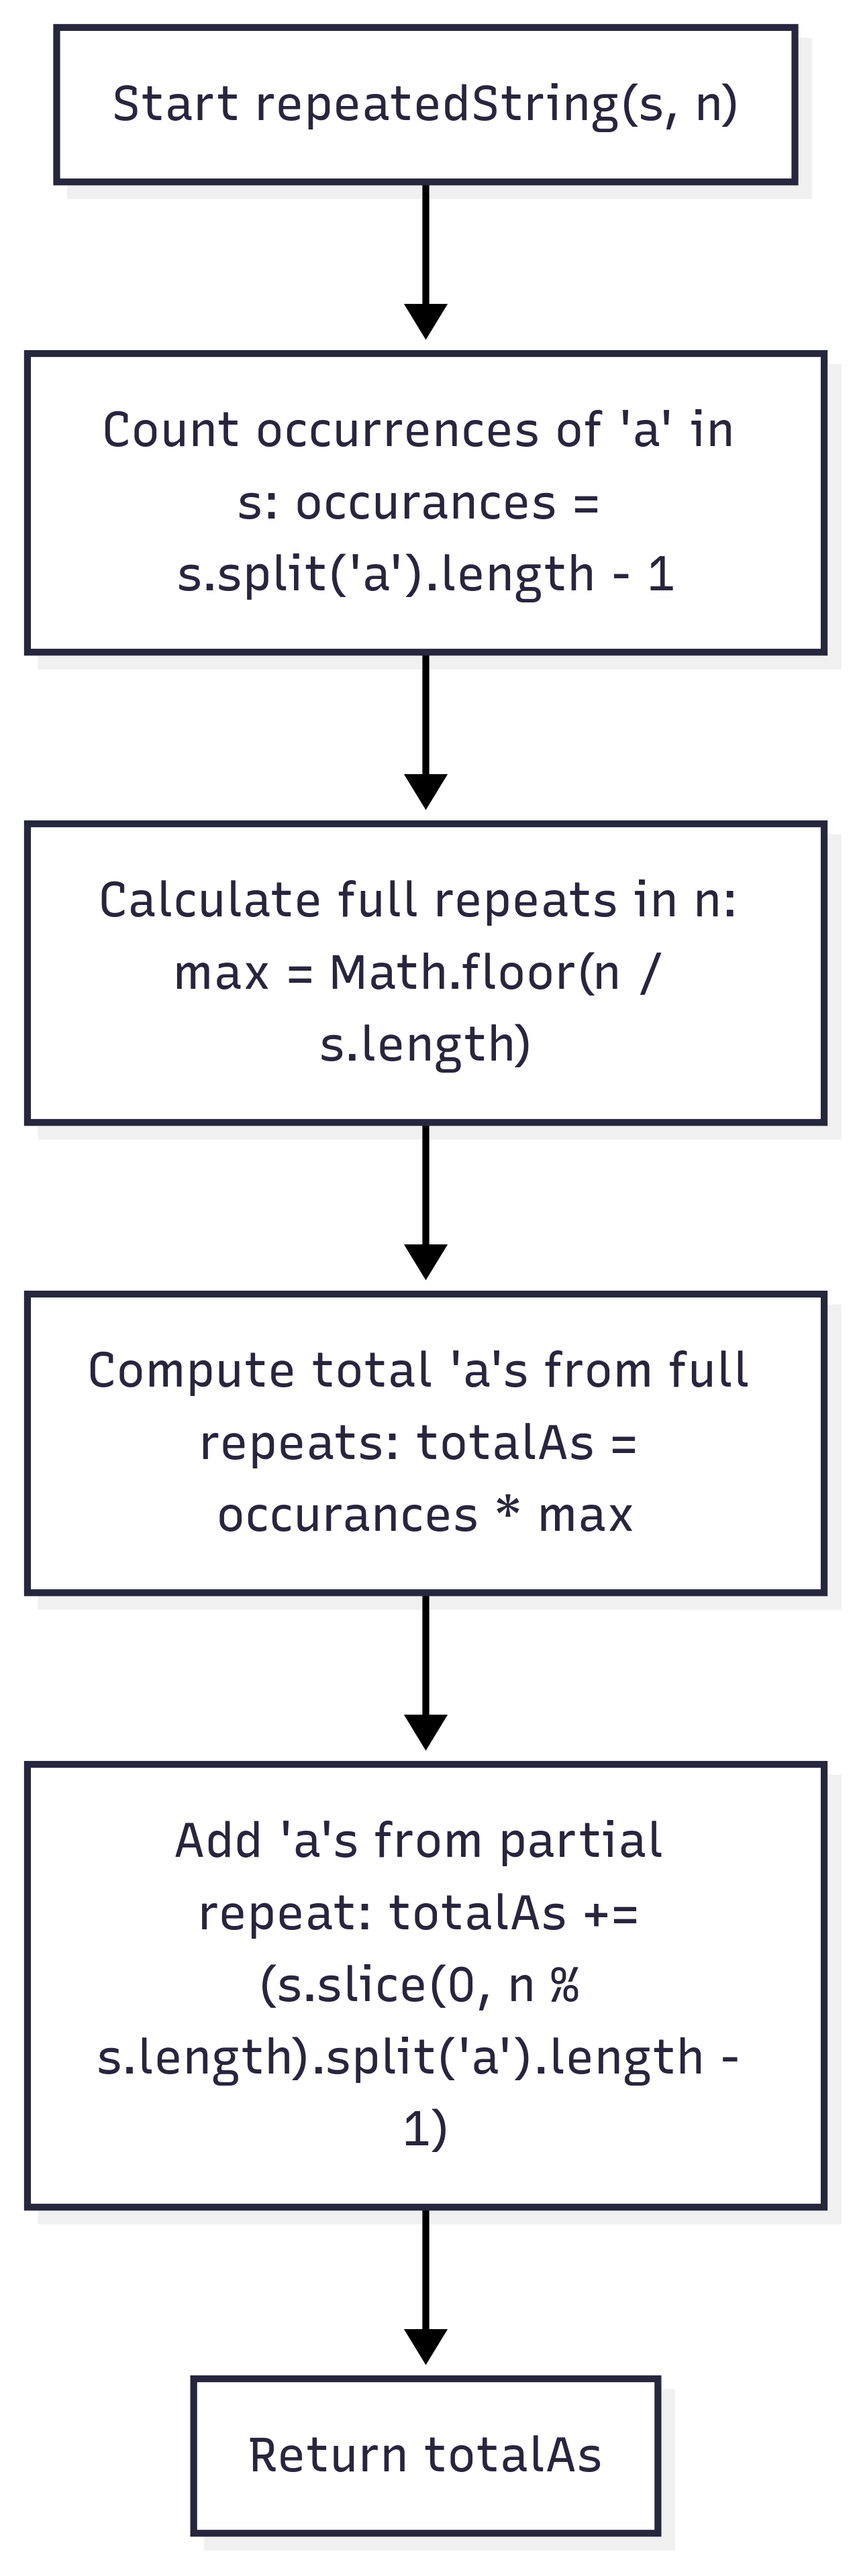 Start repeatedString(s, n)
Count occurrences of 'a' in
s: occurances =
s.split('a').length - 1
Calculate full repeats in n:
max = Math.floor(n /
s.length)
Compute total 'a's from full
repeats: totalAs =
occurances * max
Add 'a's from partial
repeat: totalAs +=
(s.slice(0, n %
s.length).split('a').length -
1)
Return totalAs